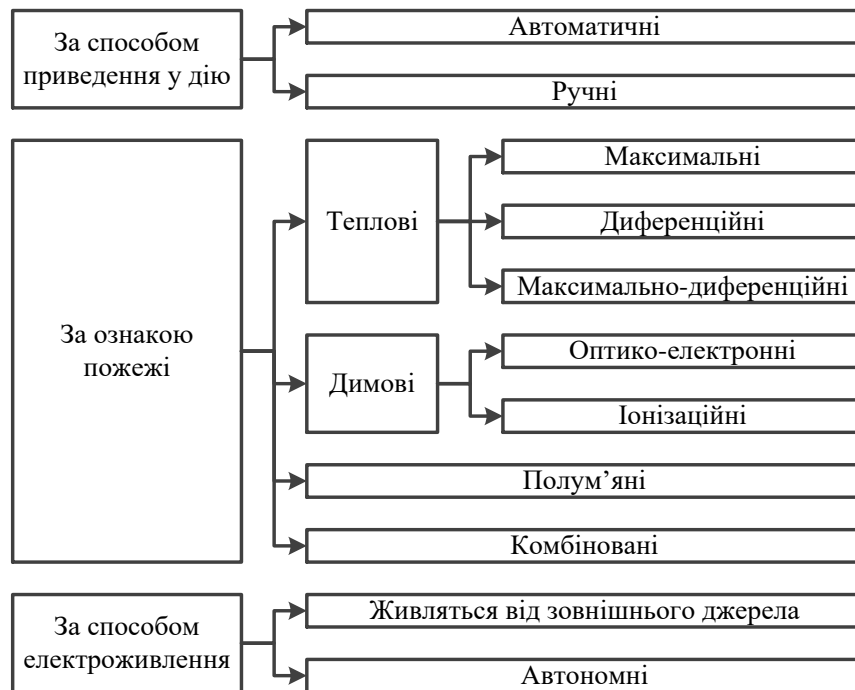 За способом
приведення у дію
Автоматичні
Ручні
За ознакою
пожежі
Теплові
Максимальні
Диференційні
Максимально-диференційні
Димові
Оптико-електронні
Іонізаційні
Полум’яні
Комбіновані
За способом
електроживлення
Живляться від зовнішнього джерела
Автономні